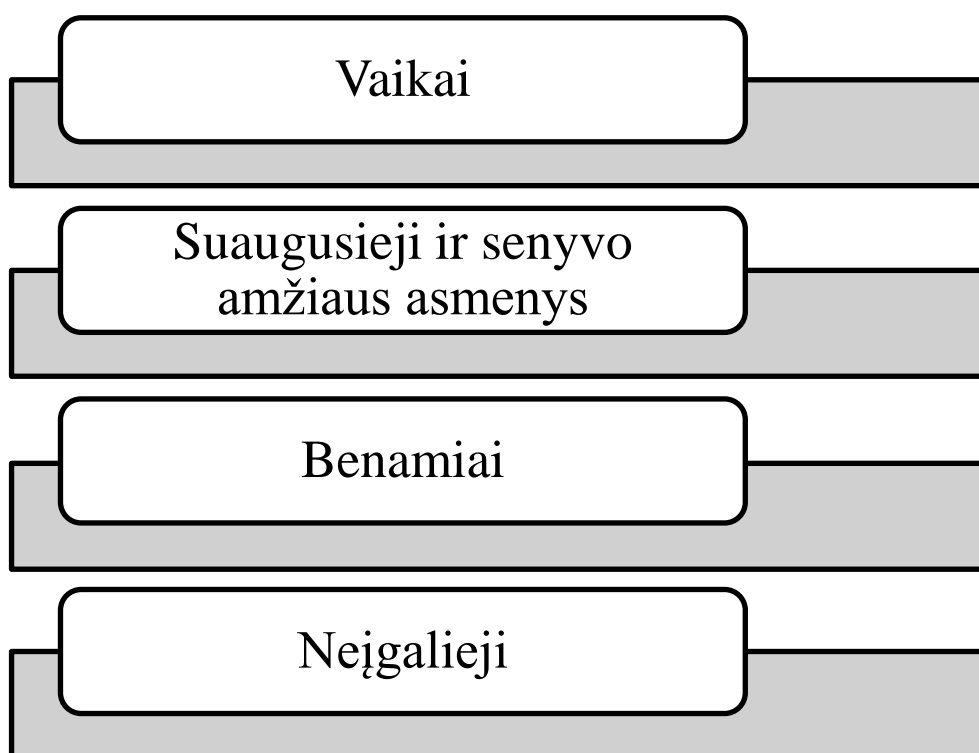 Vaikai
Suaugusieji ir senyvo
amžiaus asmenys
Benamiai
Neįgalieji